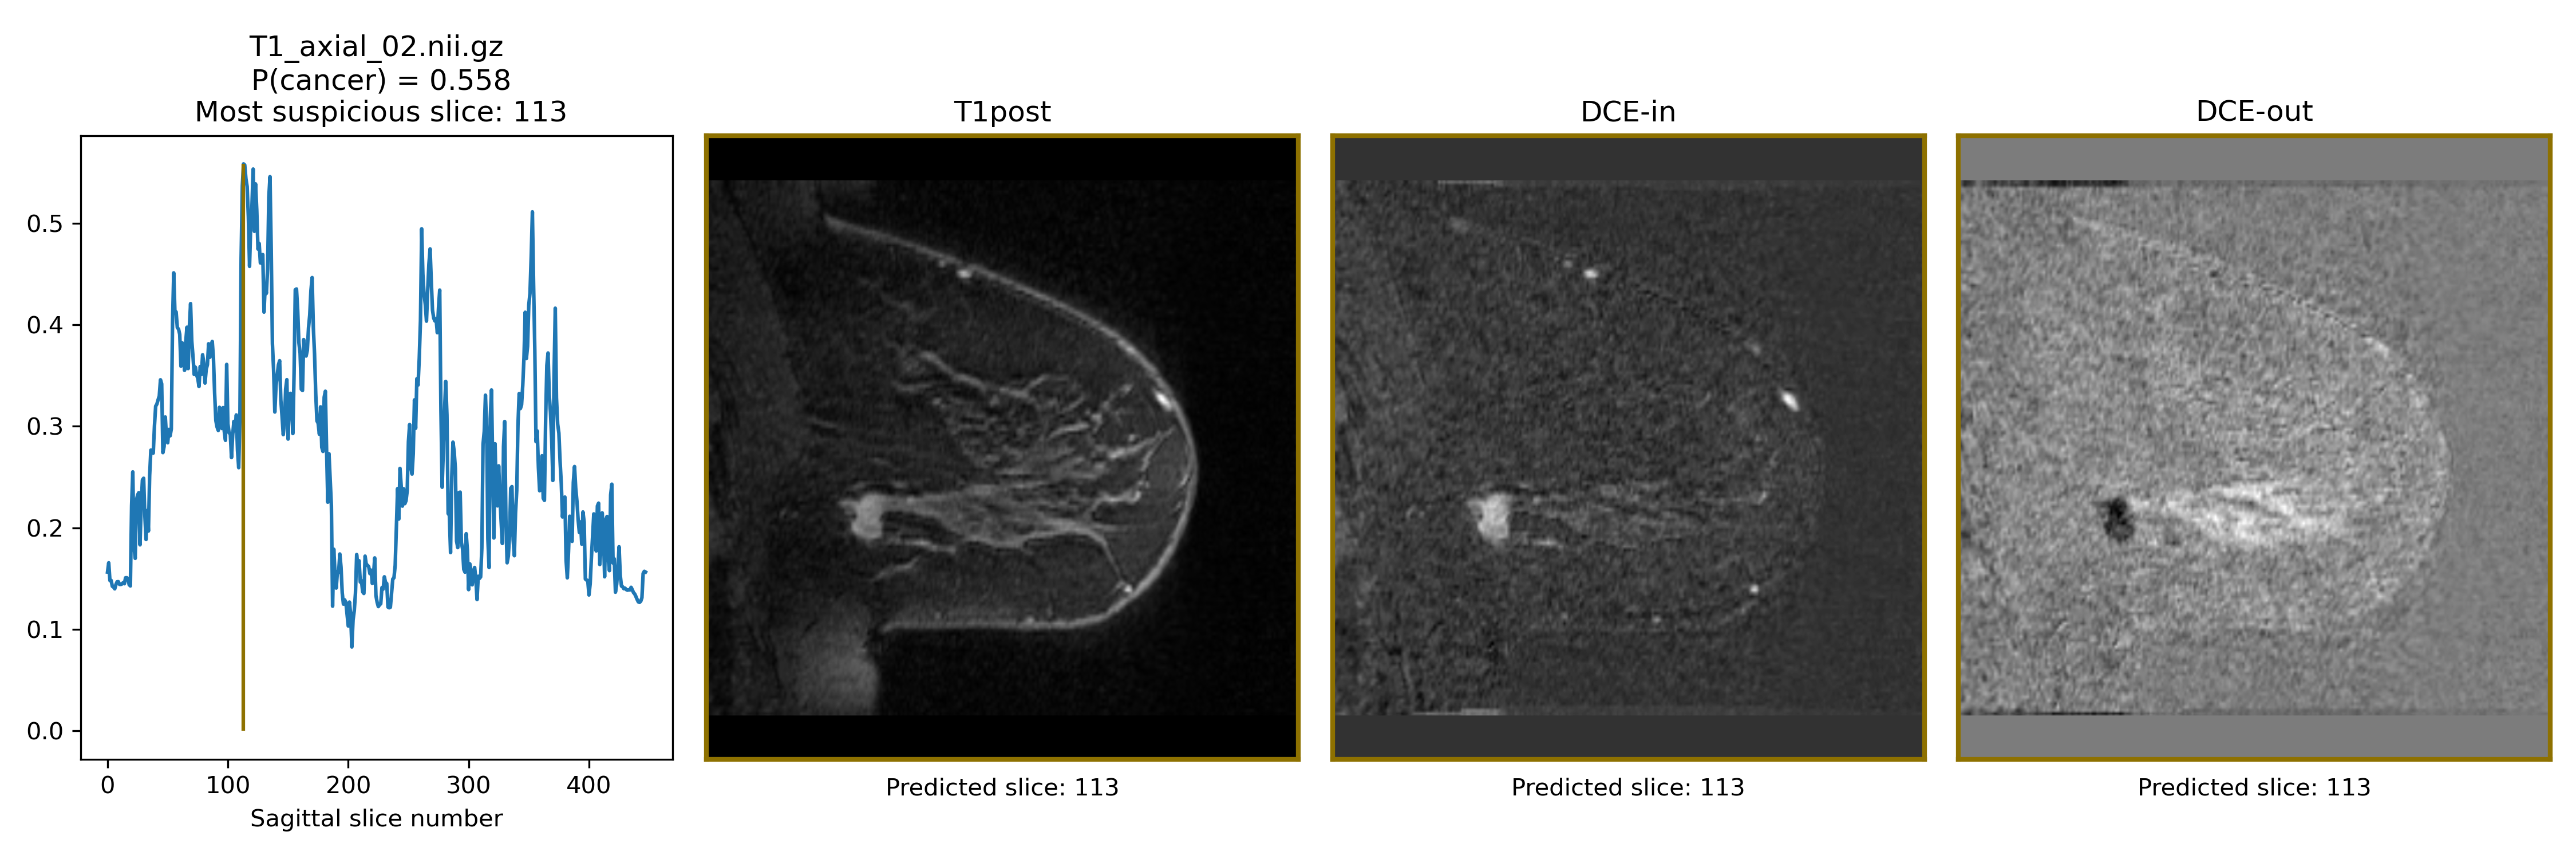 T1_axial_02.nii.gz
P(cancer) = 0.558
Most suspicious slice: 113
0.5
0.4
0.3
0.2
0.1
0.0
0 100 200 300 400
Sagittal slice number
T1post
Predicted slice: 113
DCE-in
Predicted slice: 113
DCE-out
Predicted slice: 113